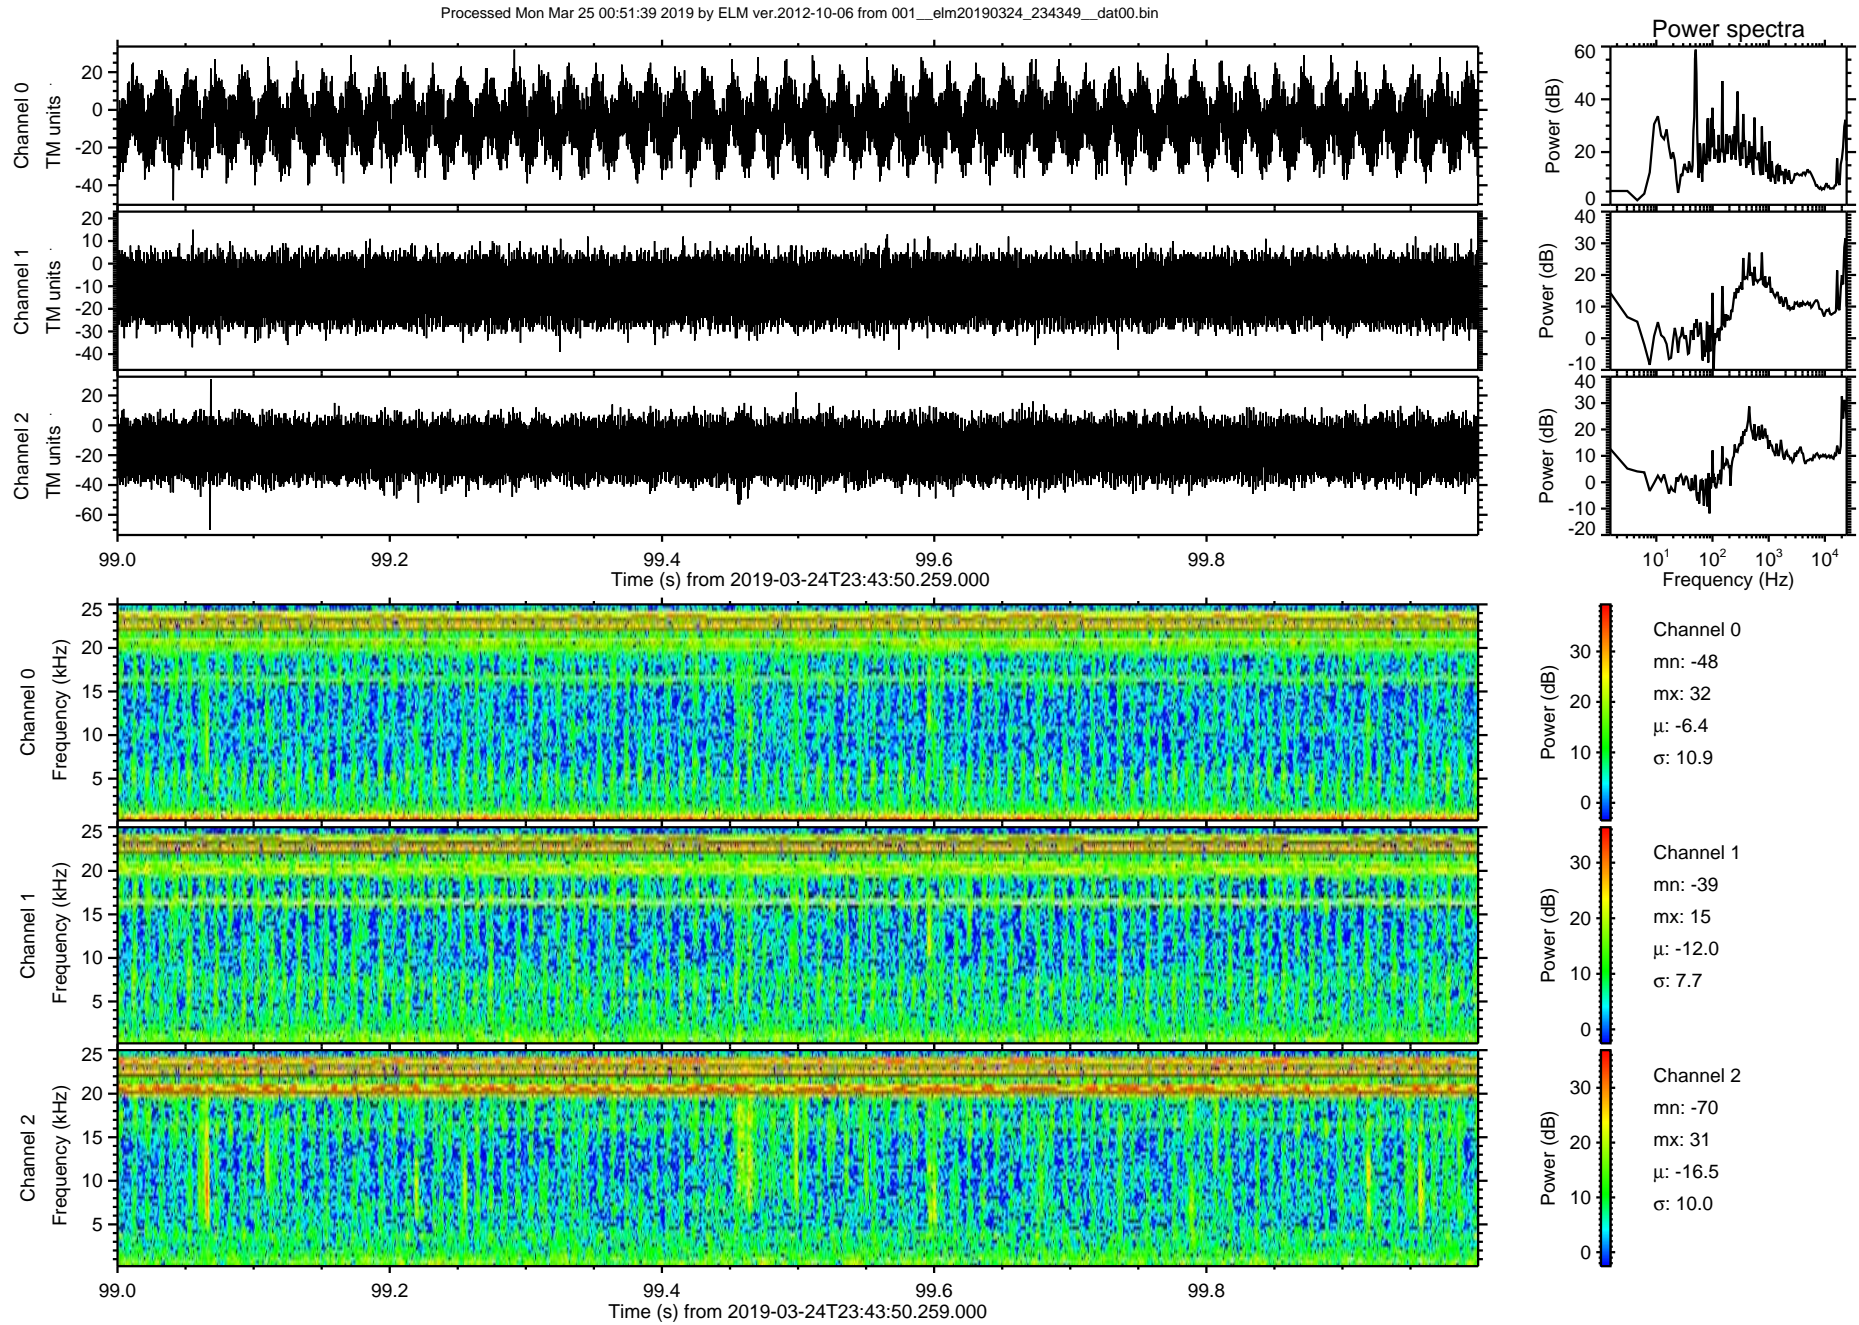 Processed Mon Mar 25 00:51:39 2019 by ELM ver.2012-10-06 from 001__elm20190324_234349__dat00.bin
Power spectra
Channel 0
TM units
20
0
-20
-40
Power (dB)
60
40
20
0
Channel 1
TM units
20
10
0
-10
-20
-30
-40
Power (dB)
40
30
20
10
0
-10
Channel 2
TM units
20
0
-20
-40
-60
Power (dB)
40
30
20
10
0
-10
-20
99.0 99.2 99.4 99.6 99.8
Time (s) from 2019-03-24T23:43:50.259.000
10^1 10^2 10^3 10^4
Frequency (Hz)
Channel 0
Frequency (kHz)
25
20
15
10
5
Power (dB)
30
20
10
0
Channel 0
mn: -48
mx: 32
μ: -6.4
σ: 10.9
Channel 1
Frequency (kHz)
25
20
15
10
5
Power (dB)
30
20
10
0
Channel 1
mn: -39
mx: 15
μ: -12.0
σ: 7.7
Channel 2
Frequency (kHz)
25
20
15
10
5
Power (dB)
30
20
10
0
Channel 2
mn: -70
mx: 31
μ: -16.5
σ: 10.0
99.0 99.2 99.4 99.6 99.8
Time (s) from 2019-03-24T23:43:50.259.000